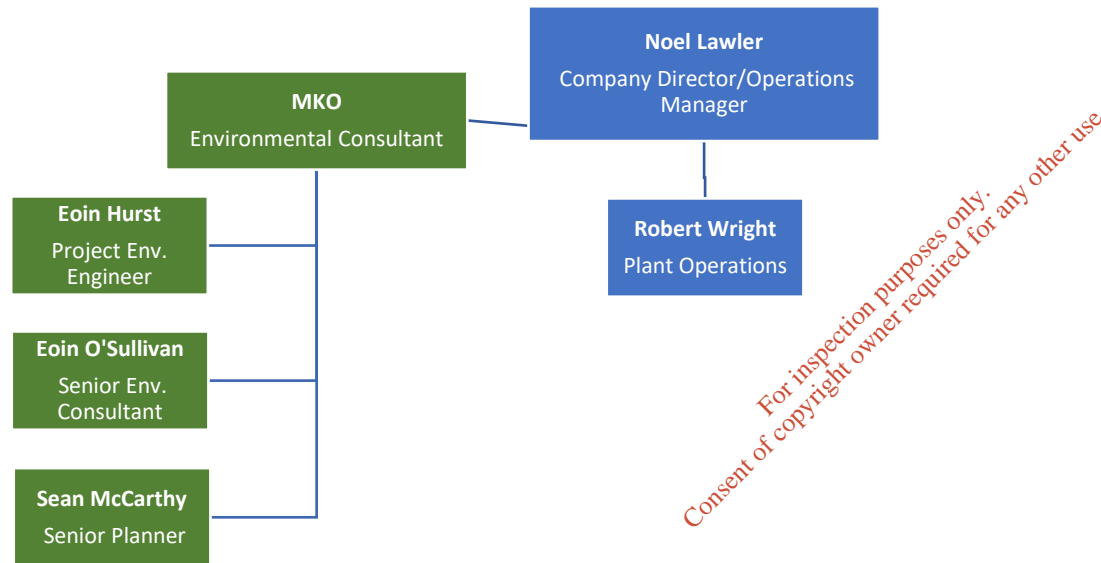 Noel Lawler
Company Director/Operations
Manager
MKO
Environmental Consultant
Eoin Hurst
Project Env.
Engineer
Robert Wright
Plant Operations
Eoin O'Sullivan
Senior Env.
Consultant
Sean McCarthy
Senior Planner
For inspection purposes only.
Consent of copyright owner required for any other use